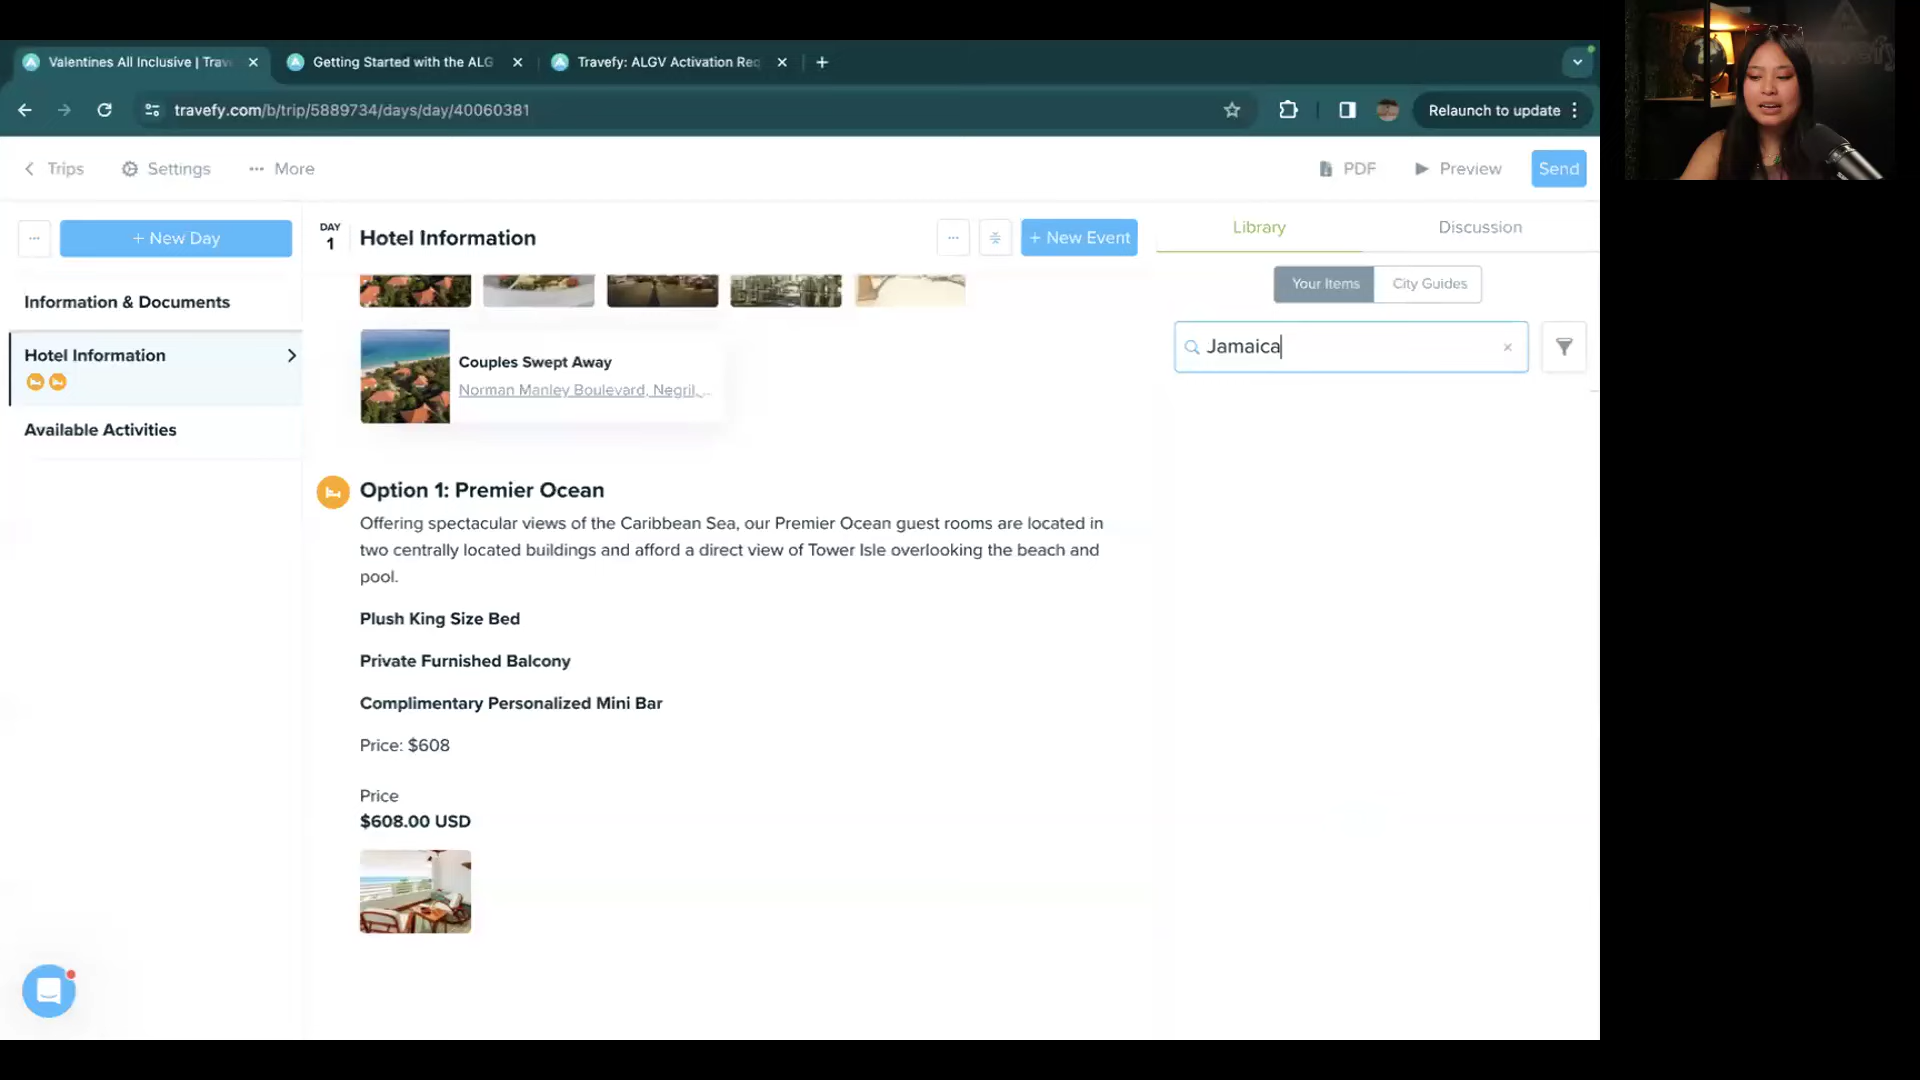 Valentines All Inclusive | Trav
Getting Started with the ALG
Travefy: ALGV Activation Req
travefy.com/b/trip/5889734/days/day/40060381
Relaunch to update
Trips
Settings
More
PDF
Preview
Send
+ New Day
DAY
1
Hotel Information
+ New Event
Library
Discussion
Your Items
City Guides
Information & Documents
Hotel Information
Available Activities
Jamaica
Couples Swept Away
Norman Manley Boulevard, Negril,...
Option 1: Premier Ocean
Offering spectacular views of the Caribbean Sea, our Premier Ocean guest rooms are located in
two centrally located buildings and afford a direct view of Tower Isle overlooking the beach and
pool.
Plush King Size Bed
Private Furnished Balcony
Complimentary Personalized Mini Bar
Price: $608
Price
$608.00 USD